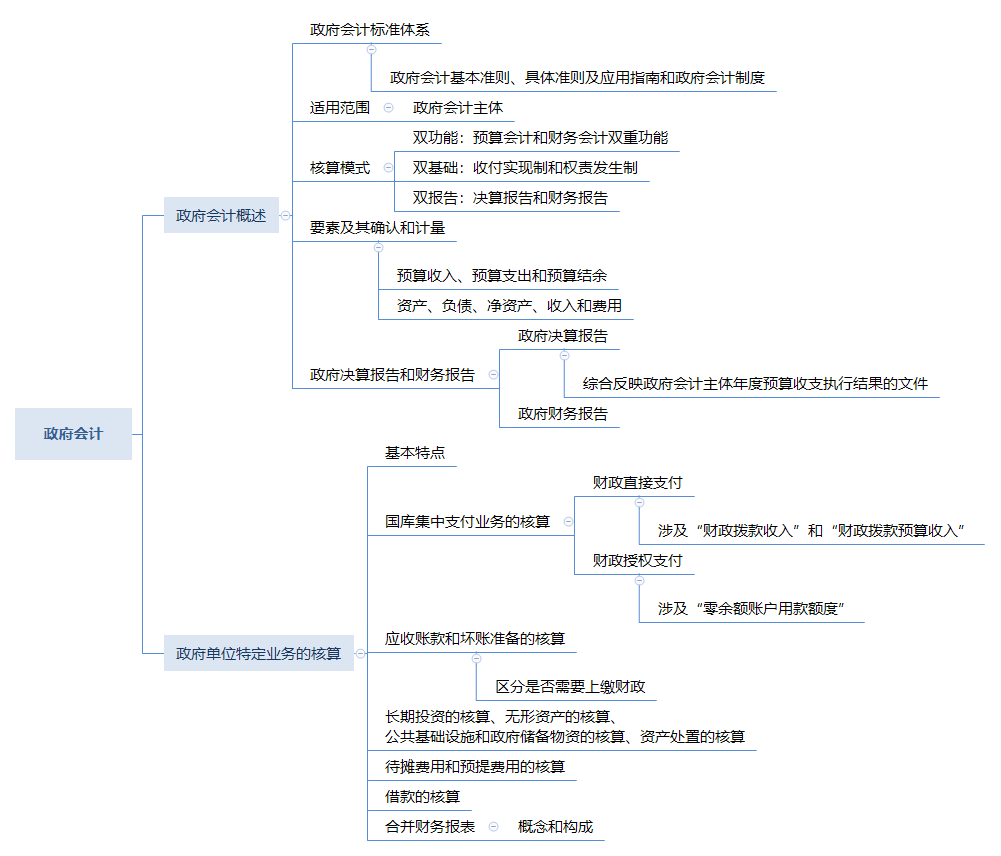 政府会计
政府会计概述
政府会计标准体系
政府会计基本准则、具体准则及应用指南和政府会计制度
适用范围
政府会计主体
核算模式
双功能：预算会计和财务会计双重功能
双基础：收付实现制和权责发生制
双报告：决算报告和财务报告
要素及其确认和计量
预算收入、预算支出和预算结余
资产、负债、净资产、收入和费用
政府决算报告和财务报告
政府决算报告
综合反映政府会计主体年度预算收支执行结果的文件
政府财务报告
政府单位特定业务的核算
基本特点
国库集中支付业务的核算
财政直接支付
涉及“财政拨款收入”和“财政拨款预算收入”
财政授权支付
涉及“零余额账户用款额度”
应收账款和坏账准备的核算
区分是否需要上缴财政
长期投资的核算、无形资产的核算、
公共基础设施和政府储备物资的核算、资产处置的核算
待摊费用和预提费用的核算
借款的核算
合并财务报表
概念和构成